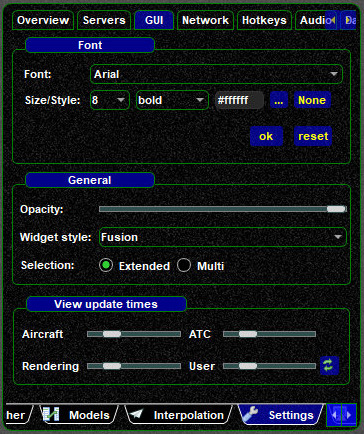 Overview Servers GUI Network Hotkeys Audio
Font
Font: Arial
Size/Style: 8 bold #ffffff ... None
ok reset
General
Opacity:
Widget style: Fusion
Selection: Extended Multi
View update times
Aircraft ATC
Rendering User
her Models Interpolation Settings